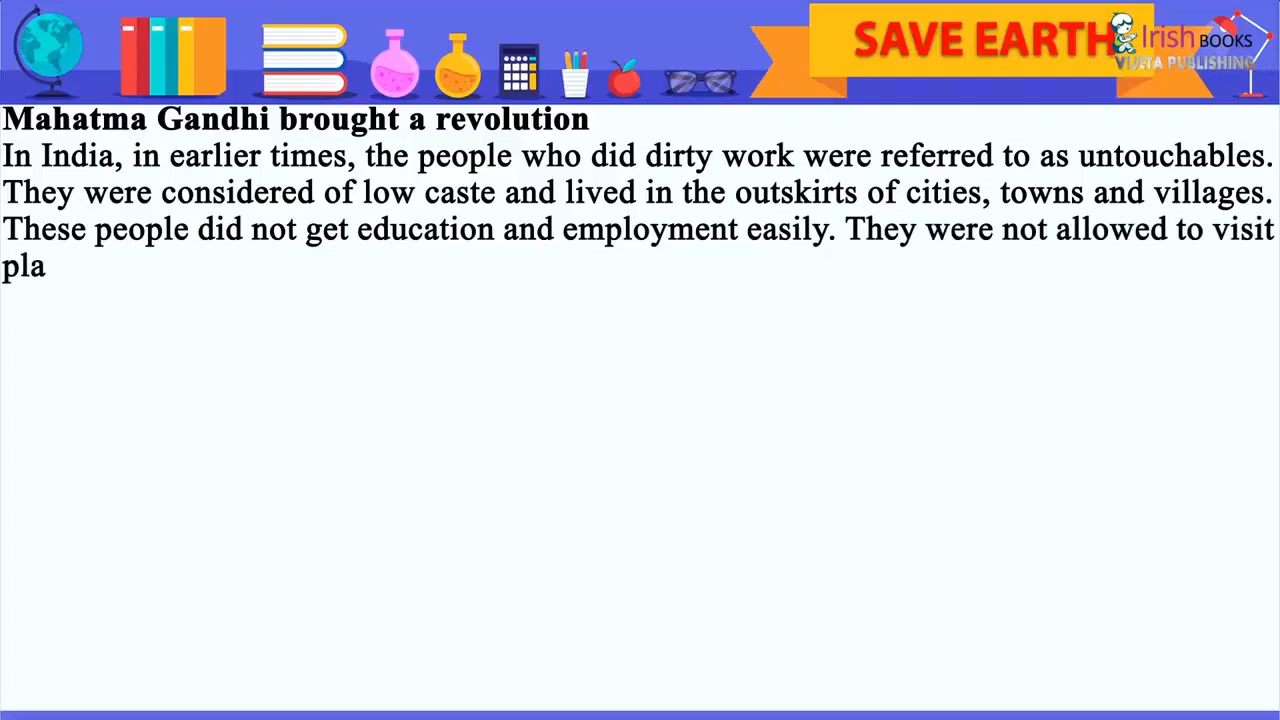 SAVE EARTH
Irish BOOKS
VIJETA PUBLISHING
Mahatma Gandhi brought a revolution
In India, in earlier times, the people who did dirty work were referred to as untouchables.
They were considered of low caste and lived in the outskirts of cities, towns and villages.
These people did not get education and employment easily. They were not allowed to visit
pla